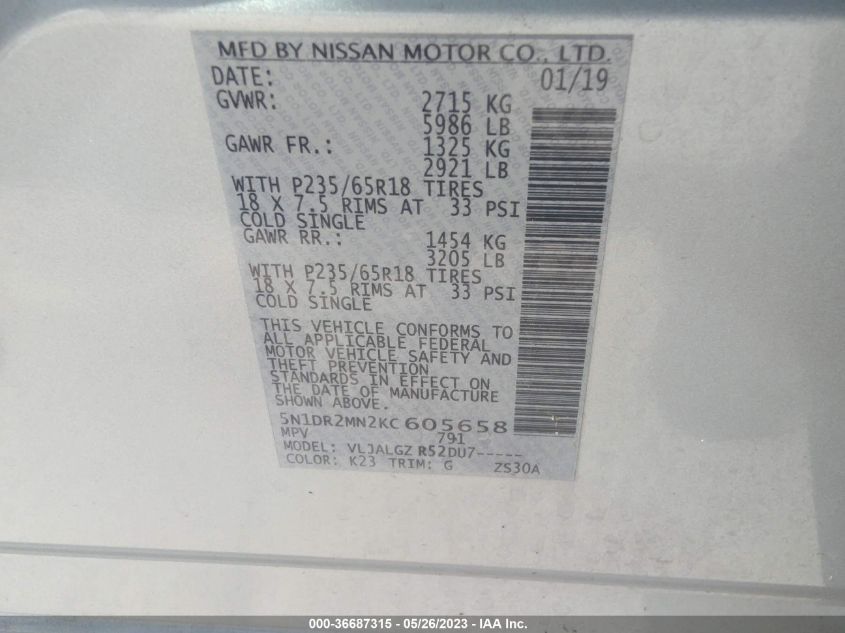 MFD BY NISSAN MOTOR CO., LTD.
DATE: 01/19
GVWR: 2715 KG
5986 LB
GAWR FR.: 1325 KG
2921 LB
WITH P235/65R18 TIRES
18 X 7.5 RIMS AT 33 PSI
COLD SINGLE
GAWR RR.: 1454 KG
3205 LB
WITH P235/65R18 TIRES
18 X 7.5 RIMS AT 33 PSI
COLD SINGLE
THIS VEHICLE CONFORMS TO
ALL APPLICABLE FEDERAL
MOTOR VEHICLE SAFETY AND
THEFT PREVENTION
STANDARDS IN EFFECT ON
THE DATE OF MANUFACTURE
SHOWN ABOVE.
5N1DR2MN2KC605658
MPV 791
MODEL: VLJALGZ R52DU7-----
COLOR: K23 TRIM: G ZS30A
000-36687315 - 05/26/2023 - IAA Inc.